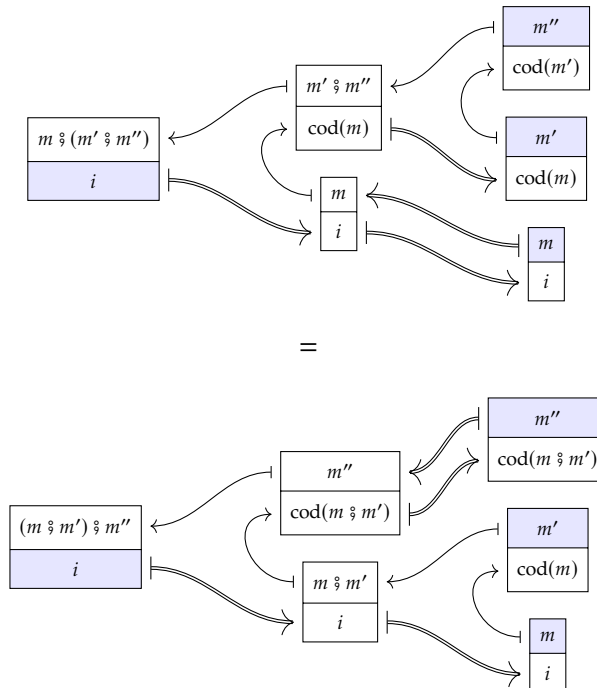 m″
cod(m′)
m′ ⨟ m″
cod(m)
m ⨟ (m′ ⨟ m″)
i
m′
cod(m)
m
i
m
i
=
m″
cod(m ⨟ m′)
m″
cod(m ⨟ m′)
(m ⨟ m′) ⨟ m″
i
m′
cod(m)
m ⨟ m′
i
m
i